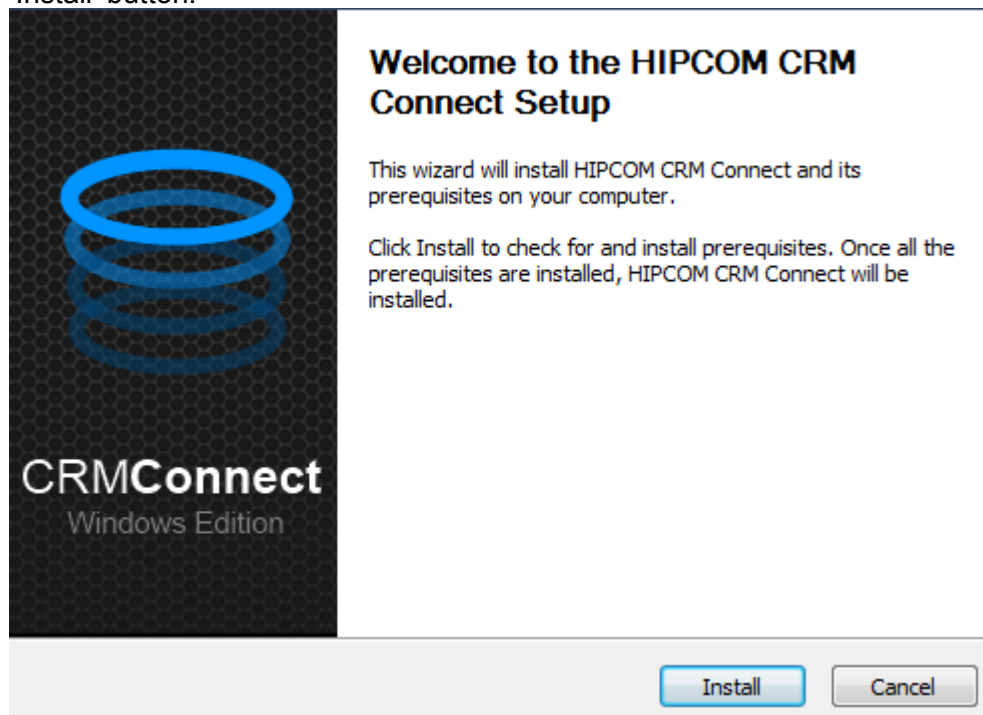 Install button.
Welcome to the HIPCOM CRM
Connect Setup
This wizard will install HIPCOM CRM Connect and its
prerequisites on your computer.
Click Install to check for and install prerequisites. Once all the
prerequisites are installed, HIPCOM CRM Connect will be
installed.
CRMConnect
Windows Edition
Install
Cancel